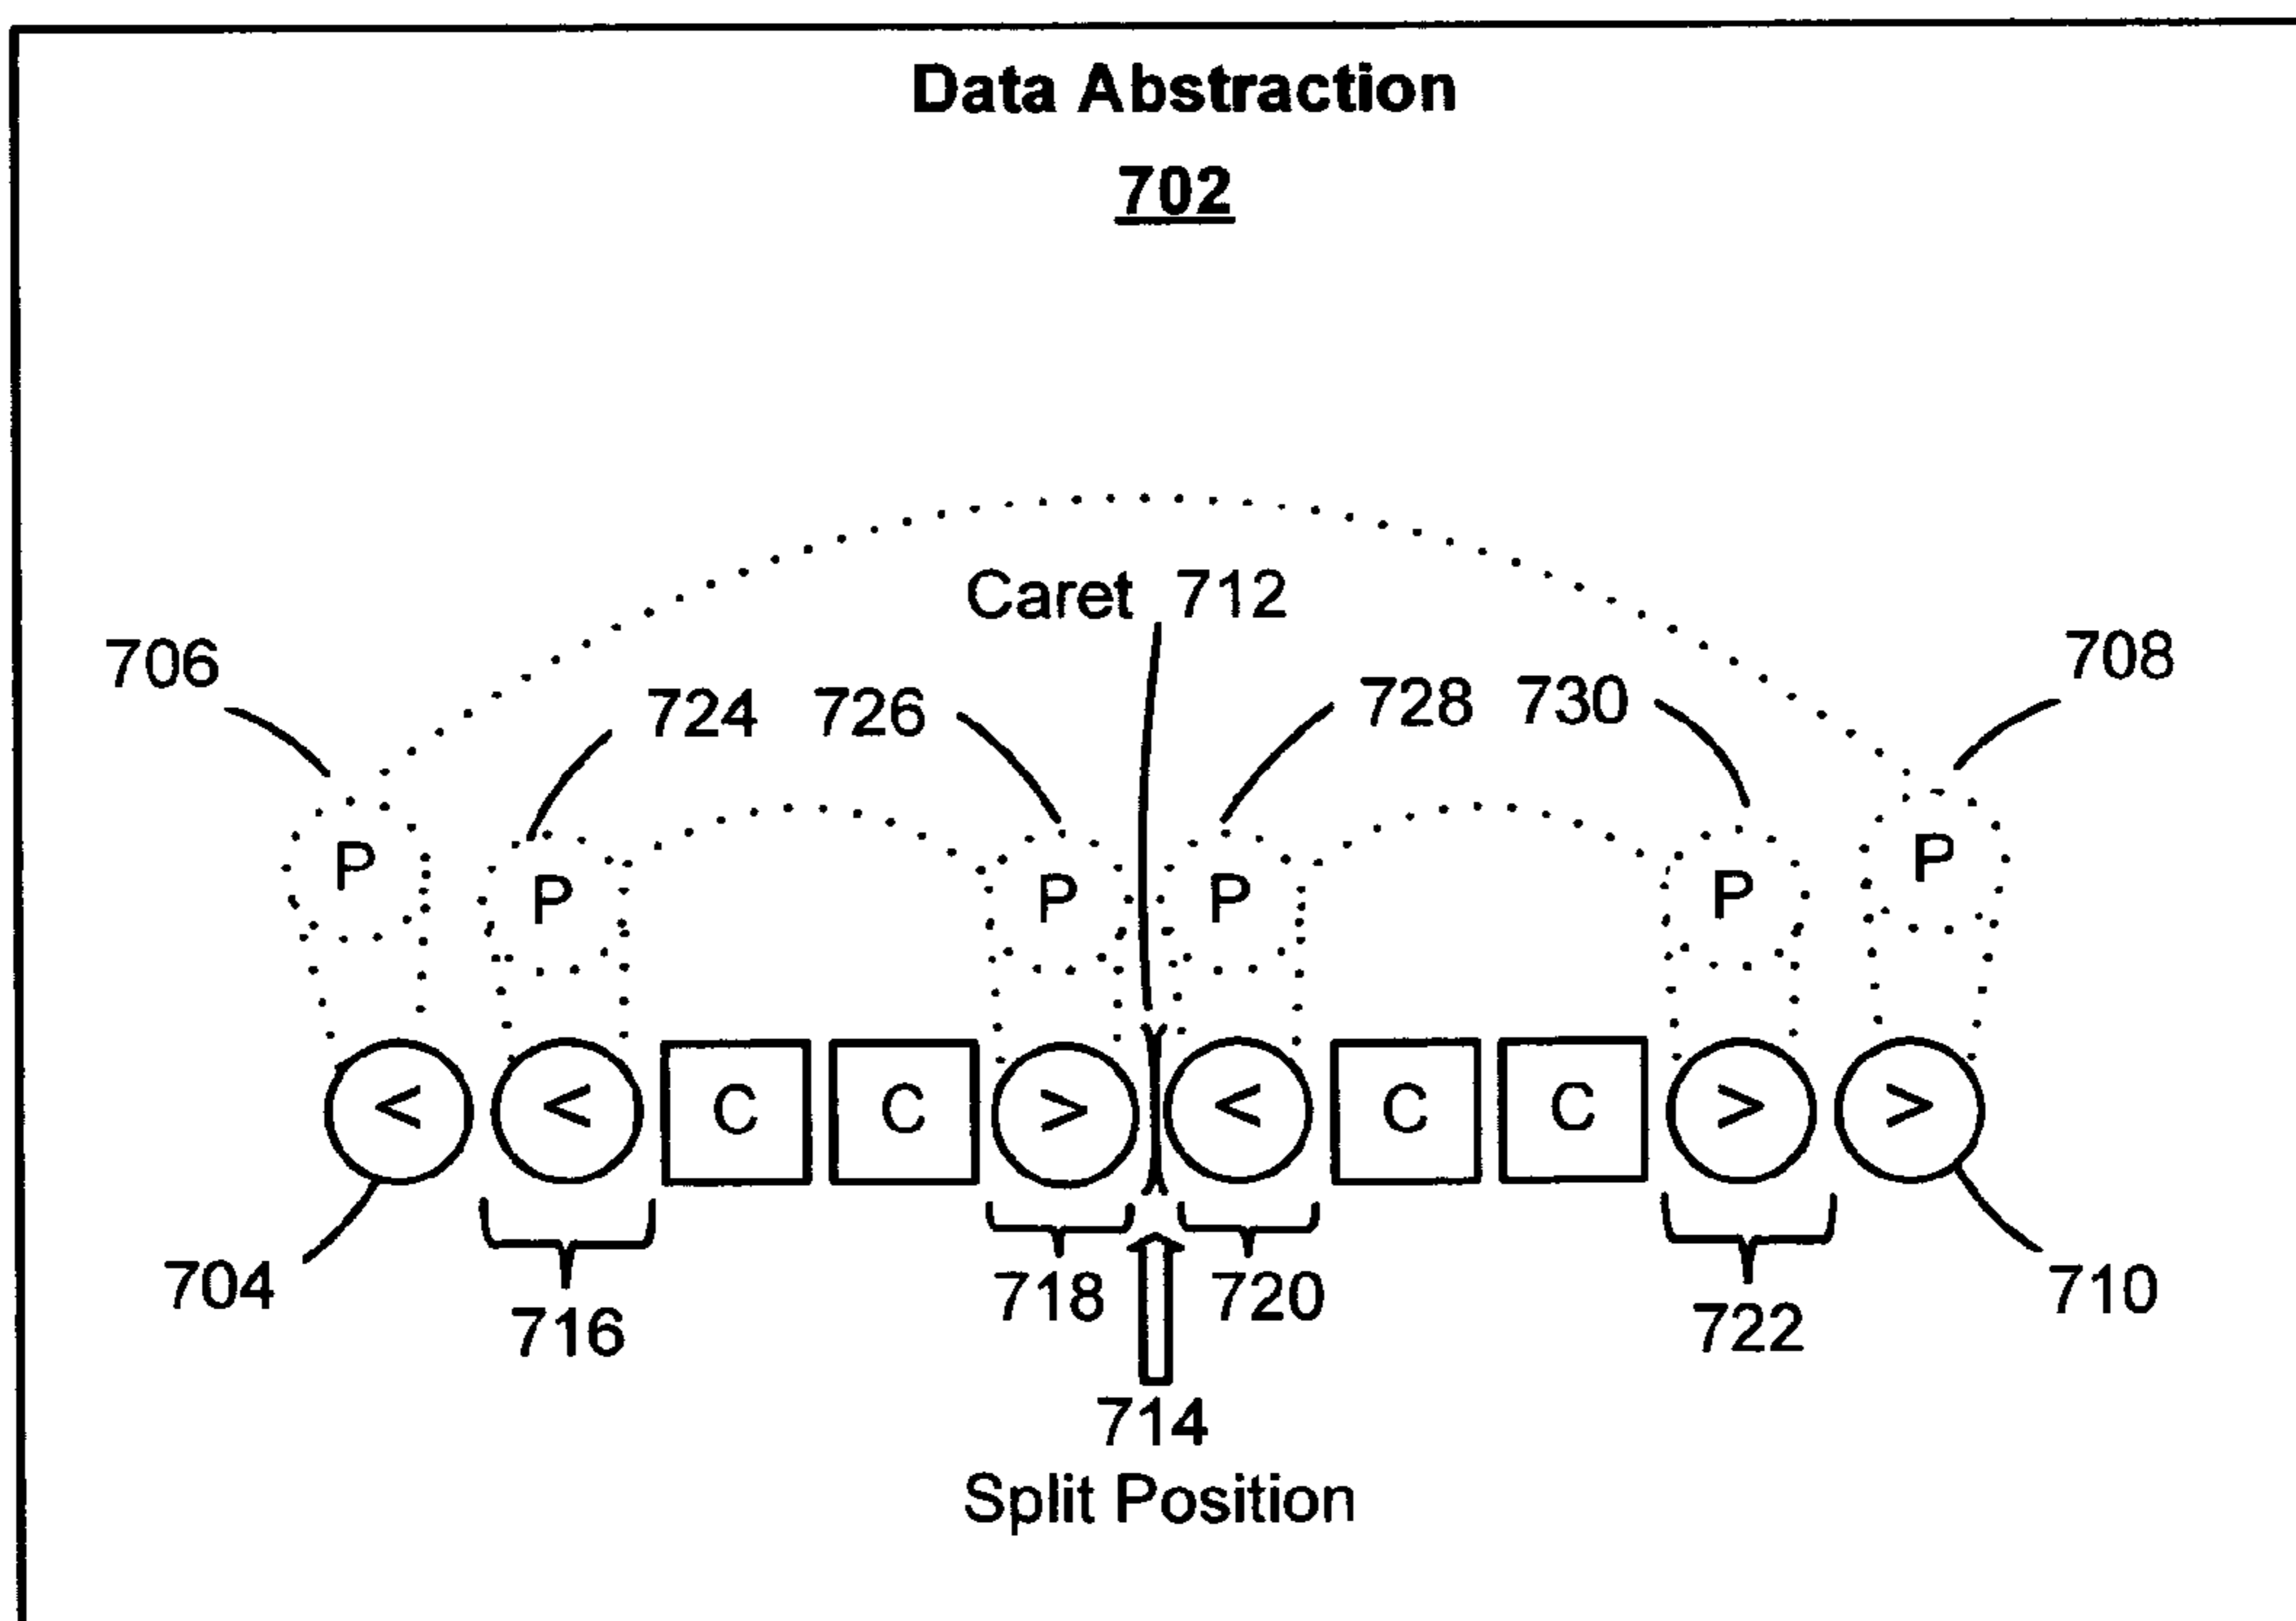 Data Abstraction
702
Caret 712
706 708
724 726 728 730
P P P P P P
< < C C > < C C > >
704 716 718 720 722 710
714
Split Position